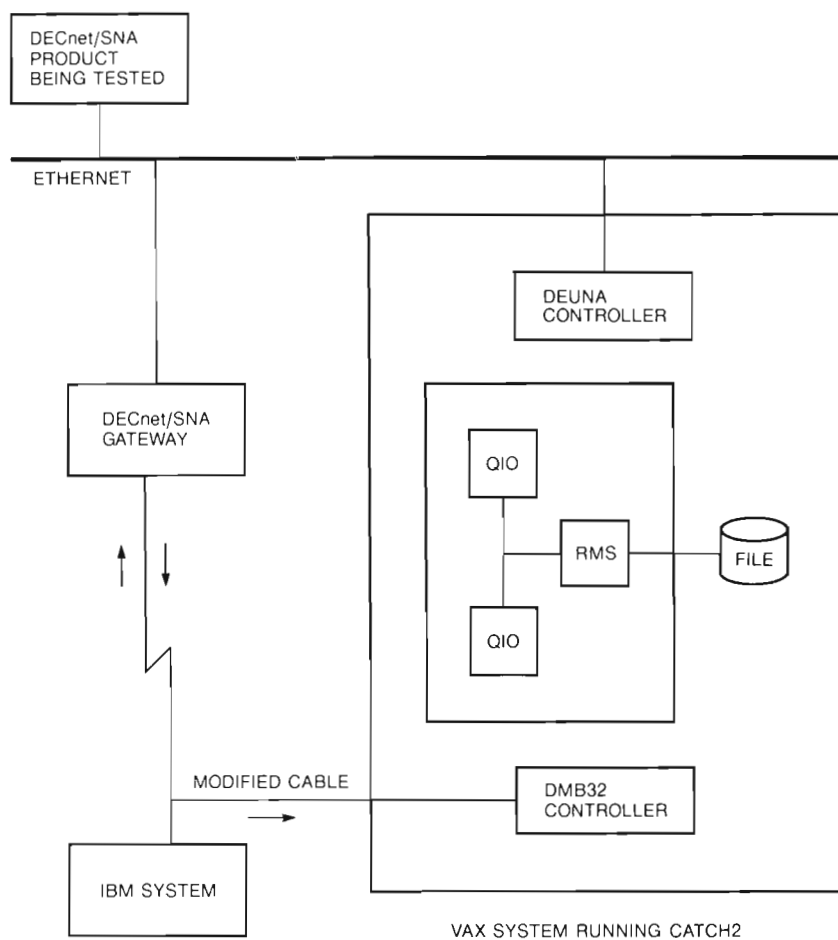 DECnet/SNA
PRODUCT
BEING TESTED
ETHERNET
DEUNA
CONTROLLER
DECnet/SNA
GATEWAY
QIO
RMS
FILE
QIO
MODIFIED CABLE
DMB32
CONTROLLER
IBM SYSTEM
VAX SYSTEM RUNNING CATCH2